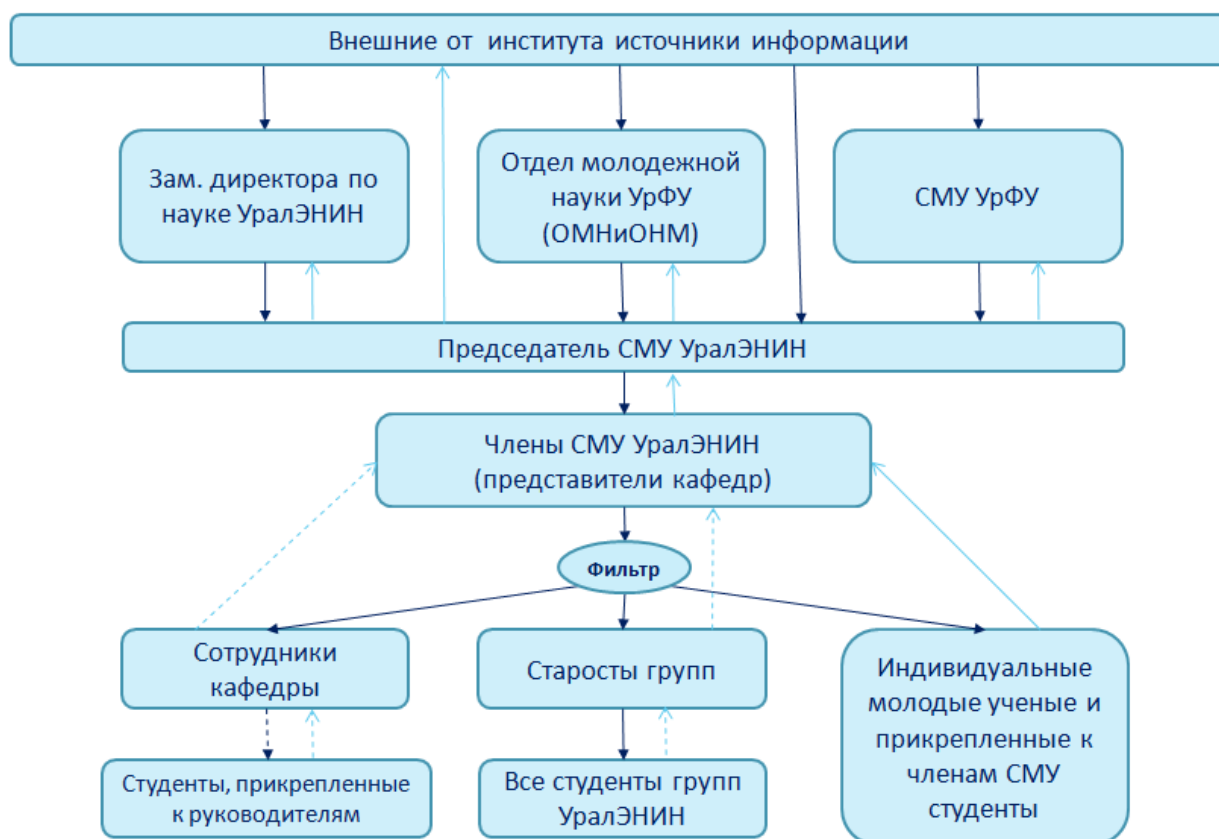 Внешние от института источники информации
Зам. директора по
науке УралЭНИН
Отдел молодежной
науки УрФУ
(ОМНиОНМ)
СМУ УрФУ
Председатель СМУ УралЭНИН
Члены СМУ УралЭНИН
(представители кафедр)
Фильтр
Сотрудники
кафедры
Старосты групп
Индивидуальные
молодые ученые и
прикрепленные к
членам СМУ
студенты
Студенты, прикрепленные
к руководителям
Все студенты групп
УралЭНИН